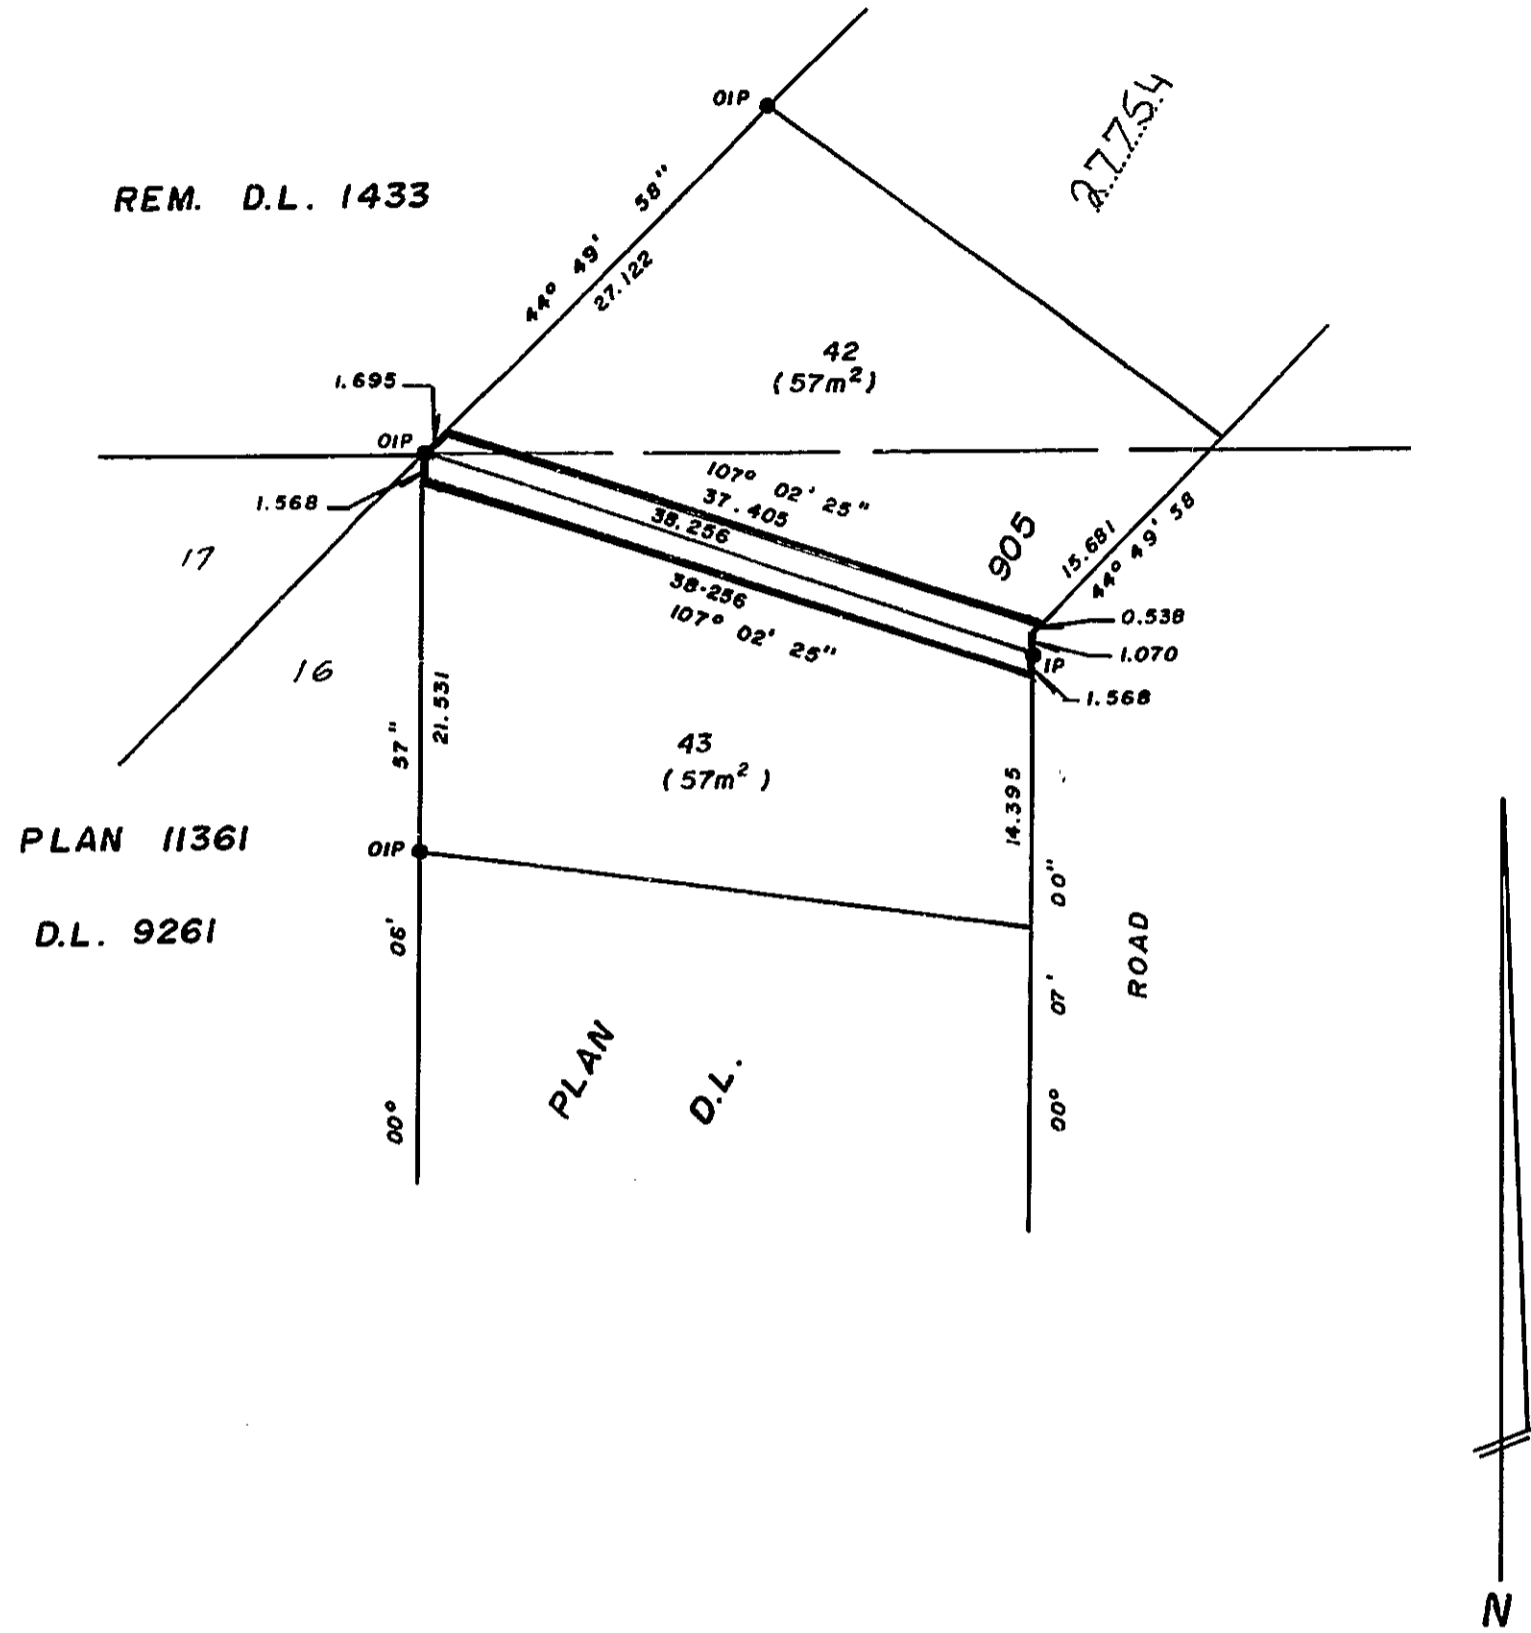 OIP
27754
REM. D.L. 1433
44° 49' 58"
27.122
42
(57m²)
1.695
OIP
107° 02' 25"
37.405
38.256
1.568
38.256
107° 02' 25"
905
15.681
44° 49' 58
0.538
1.070
IP
1.568
17
16
21.531
00° 06' 57"
43
(57m²)
14.395
00° 07' 00"
PLAN 11361
OIP
D.L. 9261
ROAD
PLAN
D.L.
N